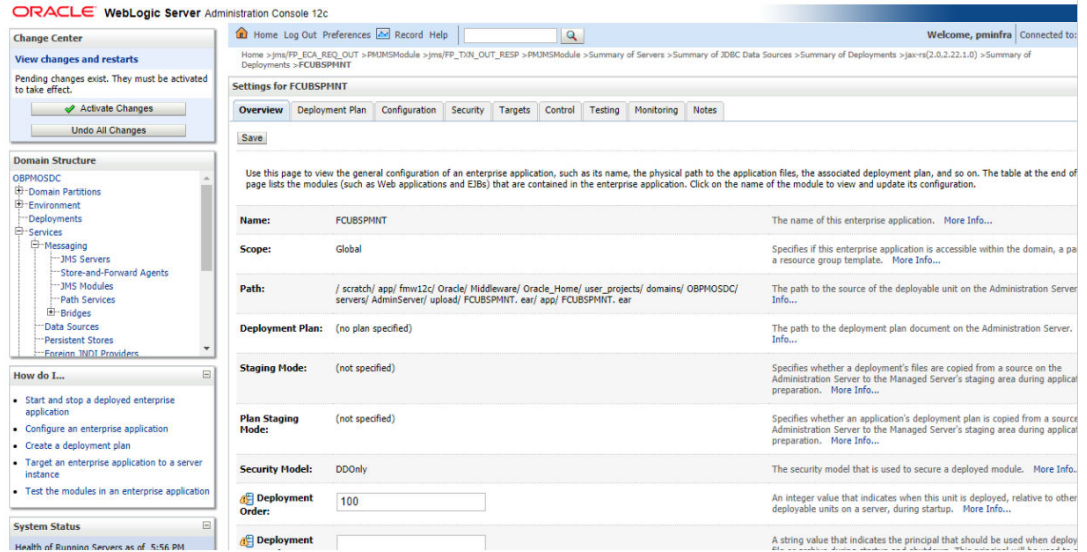 ORACLE WebLogic Server Administration Console 12c
Change Center
View changes and restarts
Pending changes exist. They must be activated
to take effect.
Activate Changes
Undo All Changes
Domain Structure
OBPMOSDC
Domain Partitions
Environment
Deployments
Services
Messaging
JMS Servers
Store-and-Forward Agents
JMS Modules
Path Services
Bridges
Data Sources
Persistent Stores
Foreign JNDI Providers
How do I...
Start and stop a deployed enterprise
application
Configure an enterprise application
Create a deployment plan
Target an enterprise application to a server
instance
Test the modules in an enterprise application
System Status
Health of Running Servers as of 5:56 PM
Home Log Out Preferences Record Help
Welcome, pminfra Connected to:
Home >jms/FP_ECA_REQ_OUT >PMJMSModule >jms/FP_TXN_OUT_RESP >PMJMSModule >Summary of Servers >Summary of JDBC Data Sources >Summary of Deployments >jax-rs(2.0,2.22.1.0) >Summary of
Deployments >FCUBSPMNT
Settings for FCUBSPMNT
Overview Deployment Plan Configuration Security Targets Control Testing Monitoring Notes
Save
Use this page to view the general configuration of an enterprise application, such as its name, the physical path to the application files, the associated deployment plan, and so on. The table at the end of
page lists the modules (such as Web applications and EJBs) that are contained in the enterprise application. Click on the name of the module to view and update its configuration.
Name: FCUBSPMNT The name of this enterprise application. More Info...
Scope: Global Specifies if this enterprise application is accessible within the domain, a pa
a resource group template. More Info...
Path: / scratch/ app/ fmw12c/ Oracle/ Middleware/ Oracle_Home/ user_projects/ domains/ OBPMOSDC/ The path to the source of the deployable unit on the Administration Server
servers/ AdminServer/ upload/ FCUBSPMNT. ear/ app/ FCUBSPMNT. ear Info...
Deployment Plan: (no plan specified) The path to the deployment plan document on the Administration Server.
Info...
Staging Mode: (not specified) Specifies whether a deployment's files are copied from a source on the
Administration Server to the Managed Server's staging area during applicat
preparation. More Info...
Plan Staging (not specified) Specifies whether an application's deployment plan is copied from a source
Mode: Administration Server to the Managed Server's staging area during applicat
preparation. More Info...
Security Model: DDOnly The security model that is used to secure a deployed module. More Info..
Deployment 100 An integer value that indicates when this unit is deployed, relative to other
Order: deployable units on a server, during startup. More Info...
Deployment A string value that indicates the principal that should be used when deploy